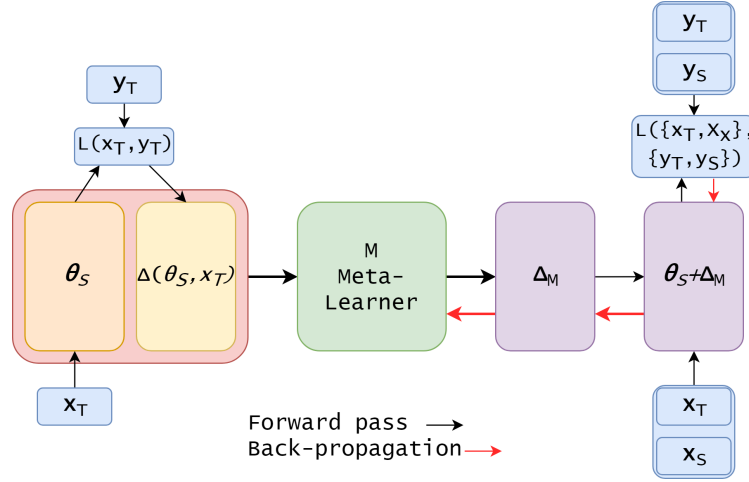 y_T
L(x_T,y_T)
θ_S
Δ(θ_S,x_T)
x_T
M
Meta-
Learner
Δ_M
y_T
y_S
L({x_T,x_x},
{y_T,y_S})
θ_S+Δ_M
x_T
x_S
Forward pass
Back-propagation